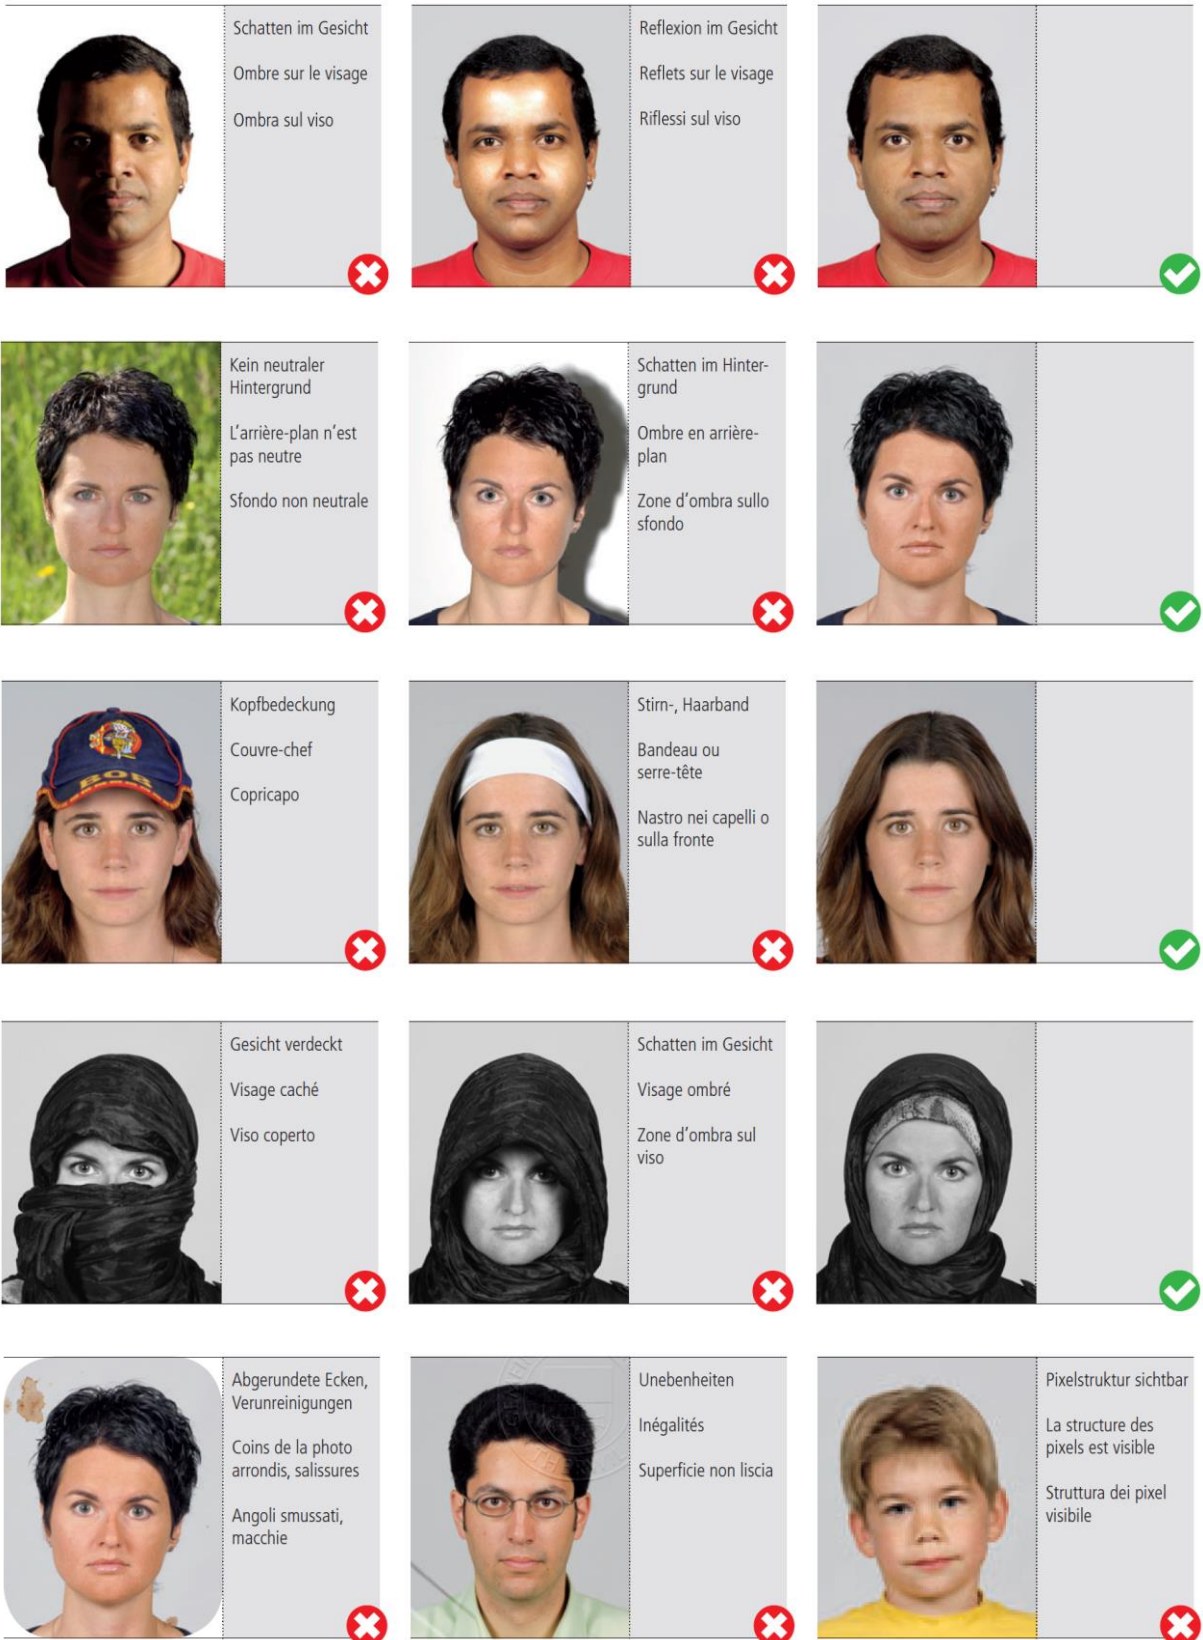 Schatten im Gesicht
Ombre sur le visage
Ombra sul viso
Reflexion im Gesicht
Reflets sur le visage
Riflessi sul viso
Kein neutraler
Hintergrund
L'arrière-plan n'est
pas neutre
Sfondo non neutrale
Schatten im Hinter-
grund
Ombre en arrière-
plan
Zone d'ombra sullo
sfondo
BOB
Kopfbedeckung
Couvre-chef
Copricapo
Stirn-, Haarband
Bandeau ou
serre-tête
Nastro nei capelli o
sulla fronte
Gesicht verdeckt
Visage caché
Viso coperto
Schatten im Gesicht
Visage ombré
Zone d'ombra sul
viso
Abgerundete Ecken,
Verunreinigungen
Coins de la photo
arrondis, salissures
Angoli smussati,
macchie
Unebenheiten
Inégalités
Superficie non liscia
Pixelstruktur sichtbar
La structure des
pixels est visible
Struttura dei pixel
visibile